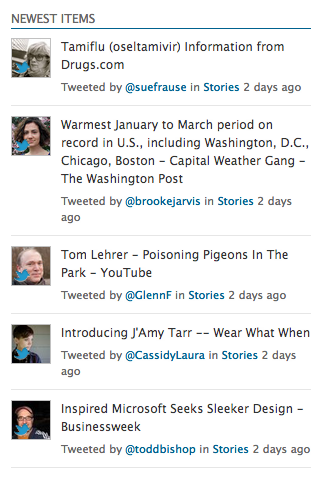 NEWEST ITEMS
Tamiflu (oseltamivir) Information from
Drugs.com
Tweeted by @suefrause in Stories 2 days ago
Warmest January to March period on
record in U.S., including Washington, D.C.,
Chicago, Boston - Capital Weather Gang -
The Washington Post
Tweeted by @brookejarvis in Stories 2 days
ago
Tom Lehrer - Poisoning Pigeons In The
Park - YouTube
Tweeted by @GlennF in Stories 2 days ago
Introducing J'Amy Tarr -- Wear What When
Tweeted by @CassidyLaura in Stories 2 days
ago
Inspired Microsoft Seeks Sleeker Design -
Businessweek
Tweeted by @toddbishop in Stories 2 days ago